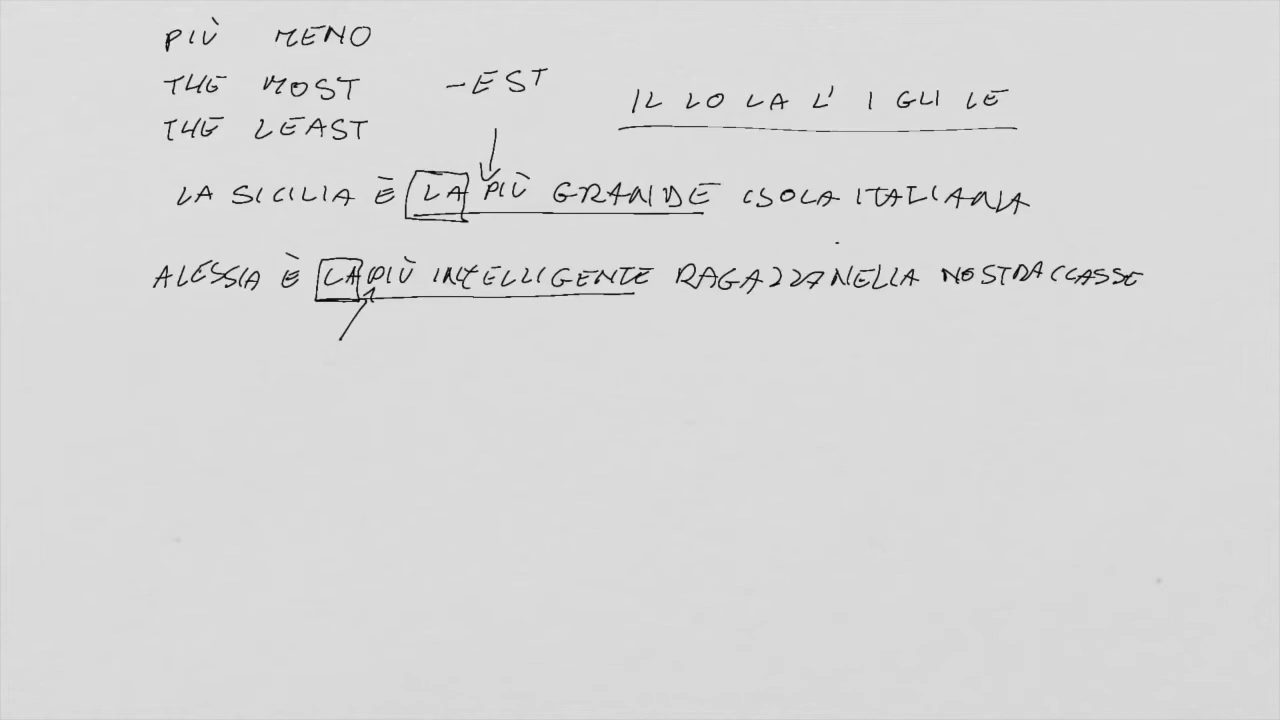 PIÙ MENO
THE MOST -EST
IL LO LA L' I GLI LE
THE LEAST
LA SICILIA È LA PIÙ GRANDE ISOLA ITALIANA
ALESSIA È LA PIÙ INTELLIGENTE RAGAZZA NELLA NOSTRA CLASSE